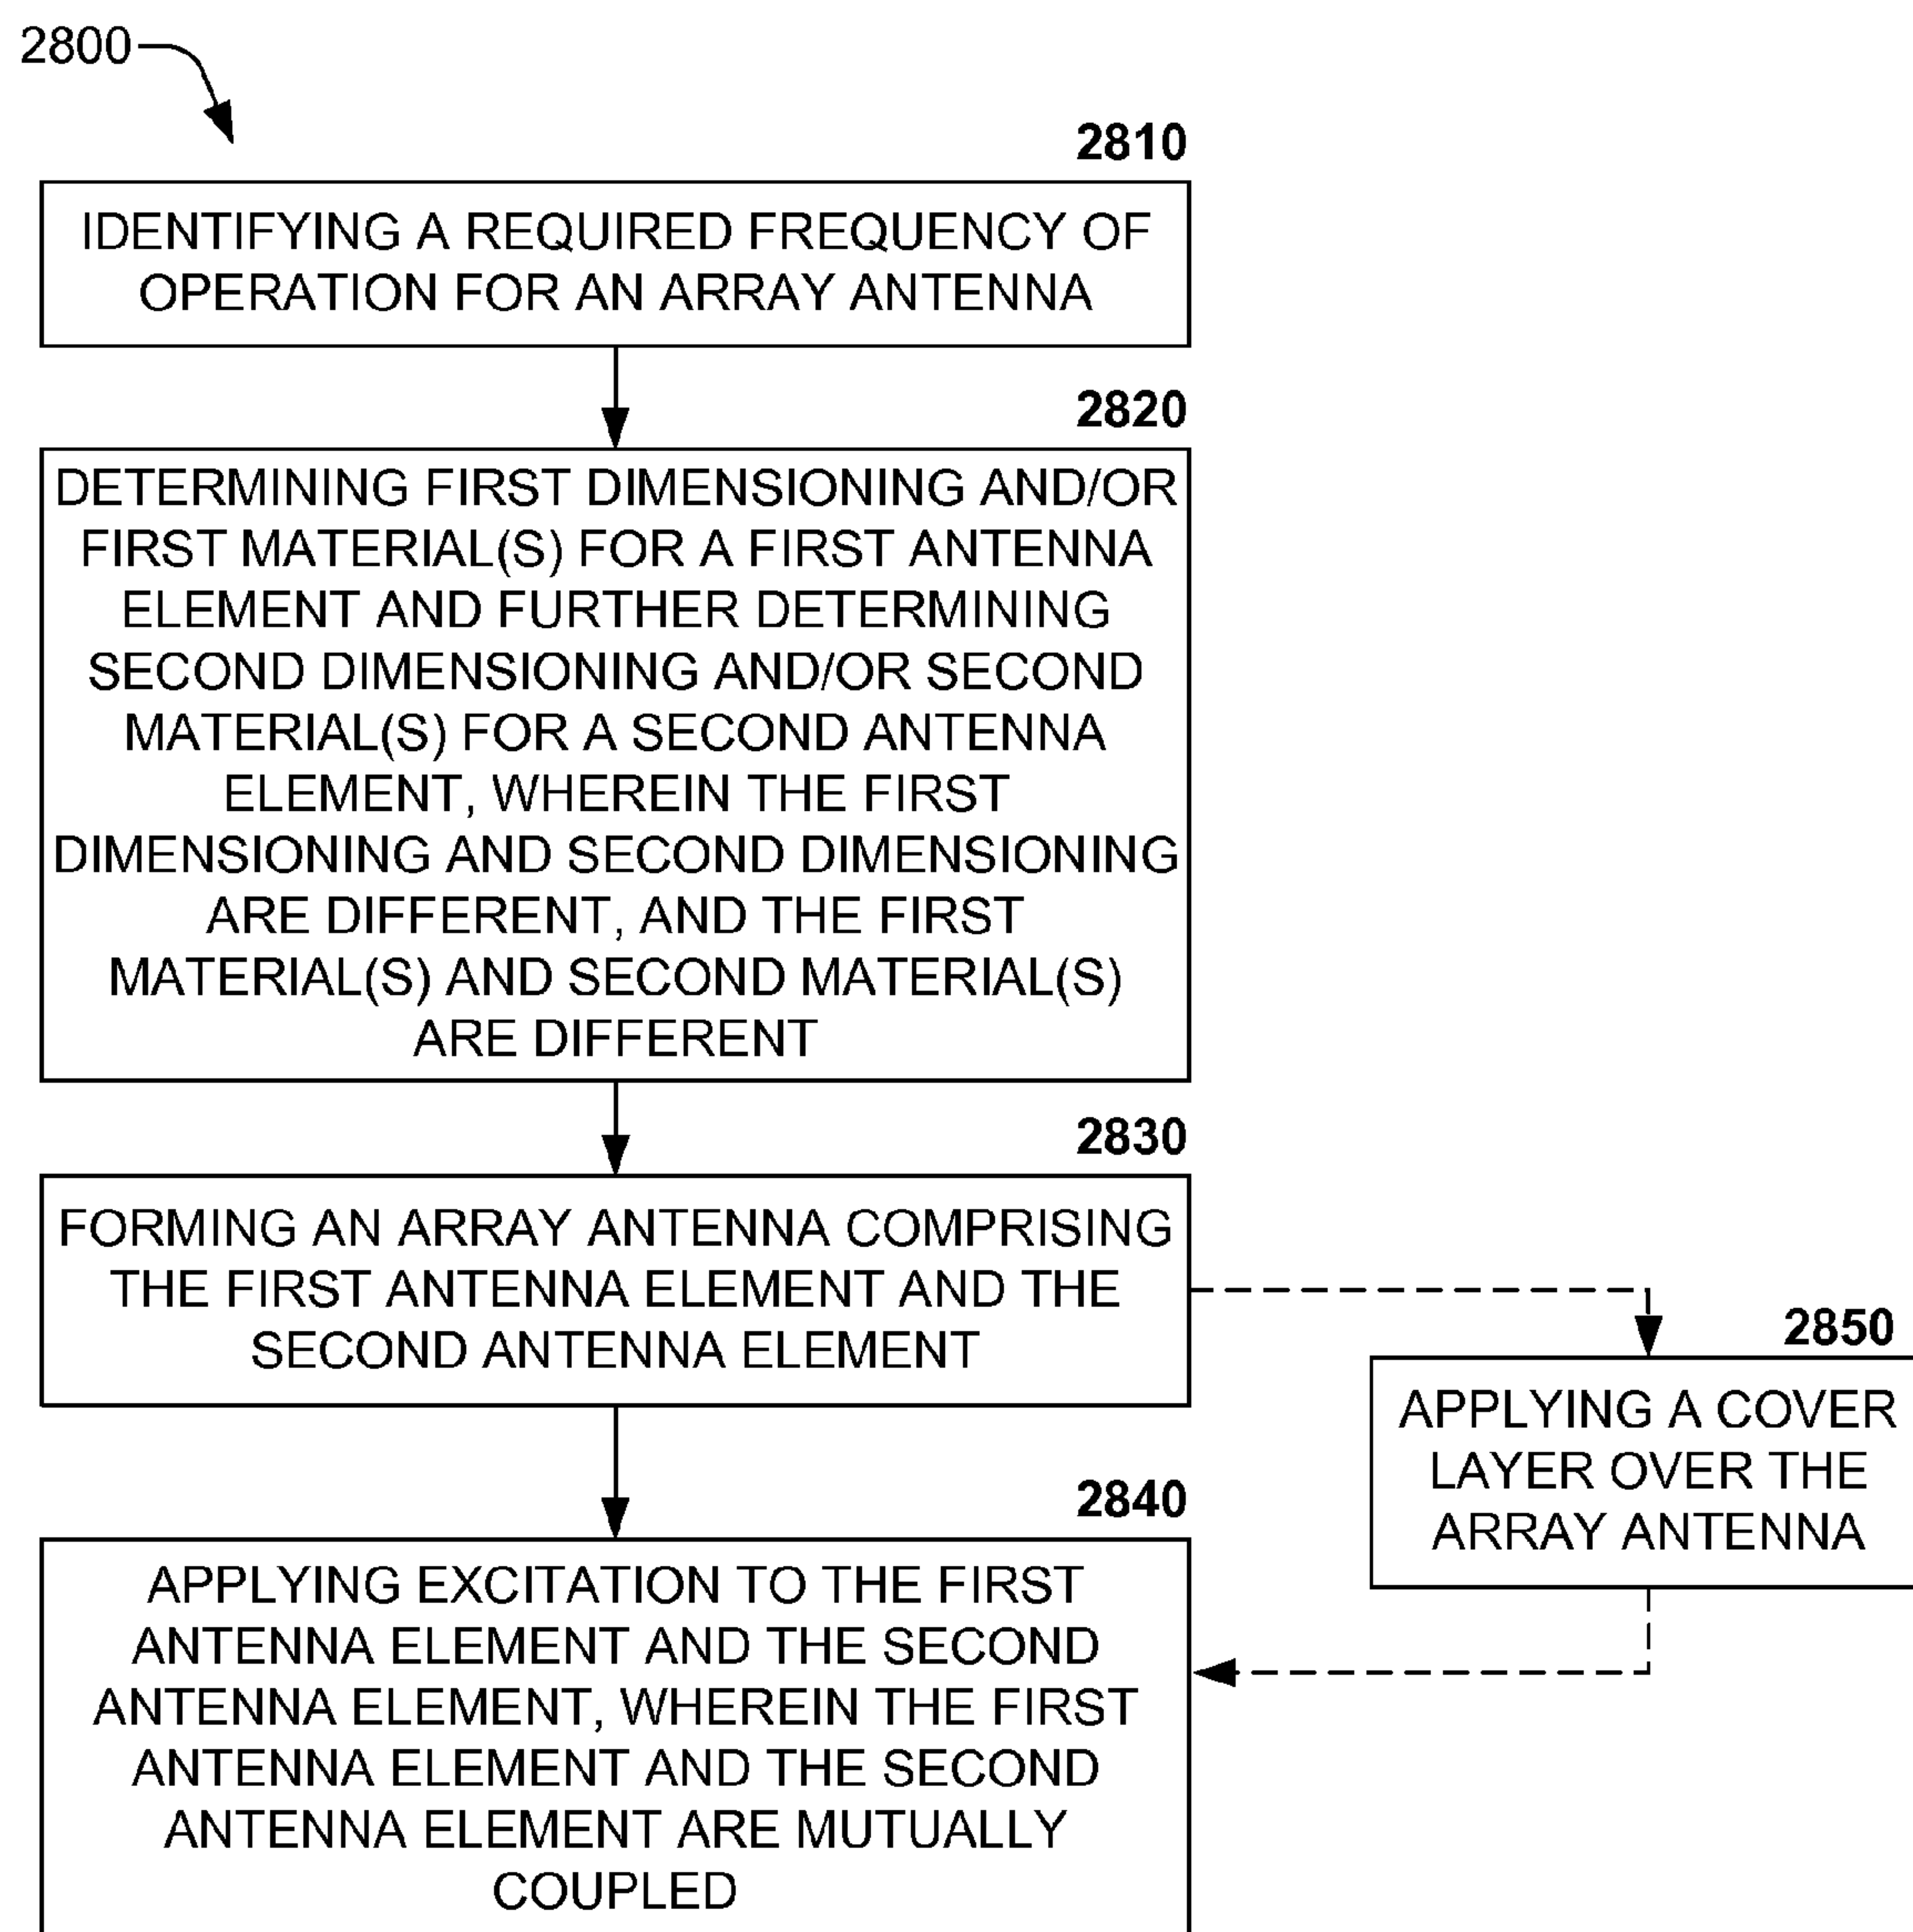 2800
2810
IDENTIFYING A REQUIRED FREQUENCY OF
OPERATION FOR AN ARRAY ANTENNA
2820
DETERMINING FIRST DIMENSIONING AND/OR
FIRST MATERIAL(S) FOR A FIRST ANTENNA
ELEMENT AND FURTHER DETERMINING
SECOND DIMENSIONING AND/OR SECOND
MATERIAL(S) FOR A SECOND ANTENNA
ELEMENT, WHEREIN THE FIRST
DIMENSIONING AND SECOND DIMENSIONING
ARE DIFFERENT, AND THE FIRST
MATERIAL(S) AND SECOND MATERIAL(S)
ARE DIFFERENT
2830
FORMING AN ARRAY ANTENNA COMPRISING
THE FIRST ANTENNA ELEMENT AND THE
SECOND ANTENNA ELEMENT
2850
APPLYING A COVER
LAYER OVER THE
ARRAY ANTENNA
2840
APPLYING EXCITATION TO THE FIRST
ANTENNA ELEMENT AND THE SECOND
ANTENNA ELEMENT, WHEREIN THE FIRST
ANTENNA ELEMENT AND THE SECOND
ANTENNA ELEMENT ARE MUTUALLY
COUPLED